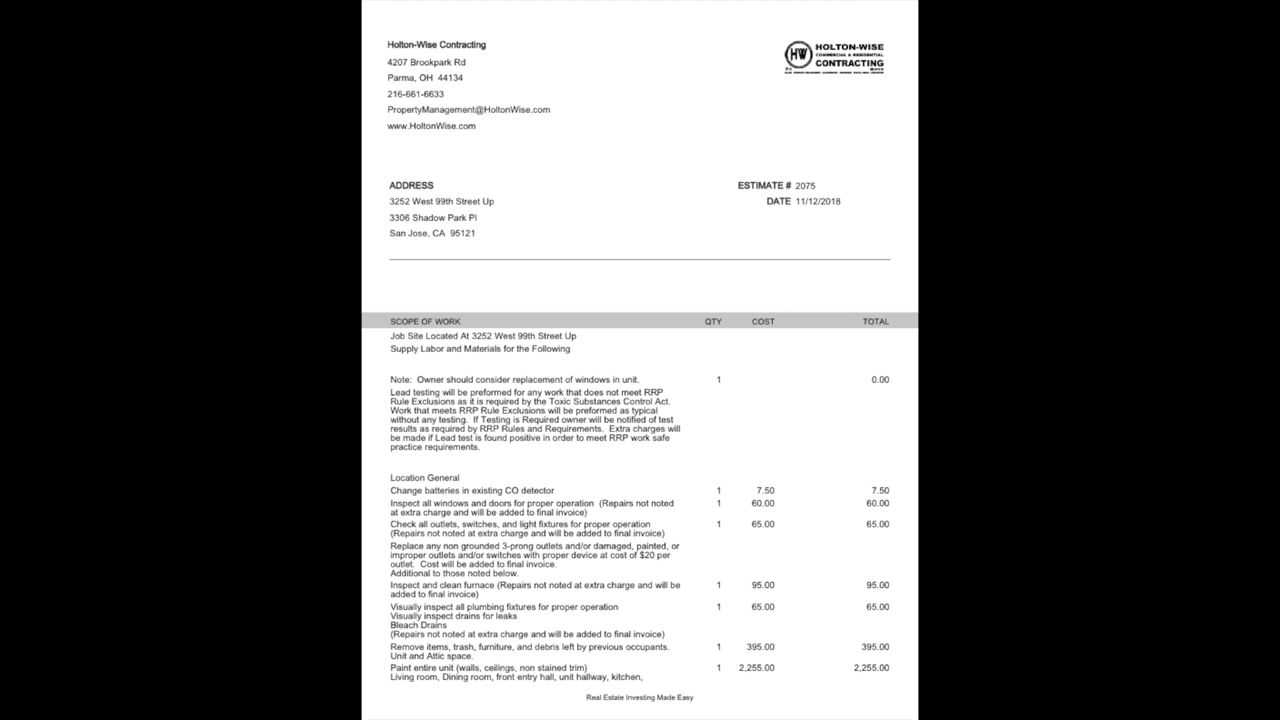 Holton-Wise Contracting
4207 Brookpark Rd
Parma, OH 44134
216-661-6633
PropertyManagement@HoltonWise.com
www.HoltonWise.com
HW
HOLTON-WISE
COMMERCIAL & RESIDENTIAL
CONTRACTING
ADDRESS
3252 West 99th Street Up
3306 Shadow Park Pl
San Jose, CA 95121
ESTIMATE # 2075
DATE 11/12/2018
SCOPE OF WORK QTY COST TOTAL
Job Site Located At 3252 West 99th Street Up
Supply Labor and Materials for the Following
Note: Owner should consider replacement of windows in unit. 1 0.00
Lead testing will be preformed for any work that does not meet RRP
Rule Exclusions as it is required by the Toxic Substances Control Act.
Work that meets RRP Rule Exclusions will be preformed as typical
without any testing. If Testing is Required owner will be notified of test
results as required by RRP Rules and Requirements. Extra charges will
be made if Lead test is found positive in order to meet RRP work safe
practice requirements.
Location General
Change batteries in existing CO detector 1 7.50 7.50
Inspect all windows and doors for proper operation (Repairs not noted 1 60.00 60.00
at extra charge and will be added to final invoice)
Check all outlets, switches, and light fixtures for proper operation 1 65.00 65.00
(Repairs not noted at extra charge and will be added to final invoice)
Replace any non grounded 3-prong outlets and/or damaged, painted, or
improper outlets and/or switches with proper device at cost of $20 per
outlet. Cost will be added to final invoice.
Additional to those noted below.
Inspect and clean furnace (Repairs not noted at extra charge and will be 1 95.00 95.00
added to final invoice)
Visually inspect all plumbing fixtures for proper operation 1 65.00 65.00
Visually inspect drains for leaks
Bleach Drains
(Repairs not noted at extra charge and will be added to final invoice)
Remove items, trash, furniture, and debris left by previous occupants. 1 395.00 395.00
Unit and Attic space.
Paint entire unit (walls, ceilings, non stained trim) 1 2,255.00 2,255.00
Living room, Dining room, front entry hall, unit hallway, kitchen,
Real Estate Investing Made Easy